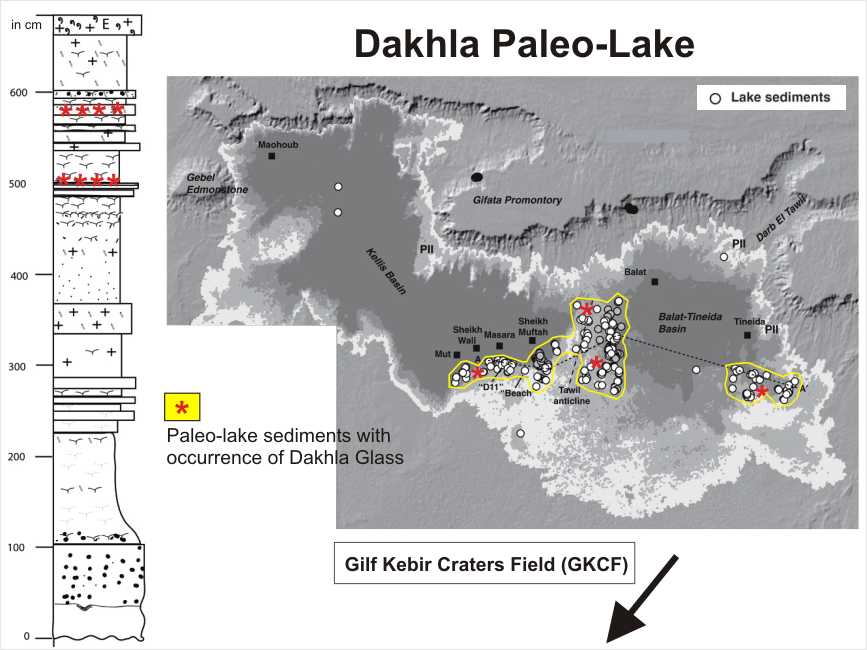 Dakhla Paleo-Lake
in cm
E
600
500
400
300
200
100
0
Lake sediments
Maohoub
Gebel
Edmonstone
Gifata Promontory
Darb El Tawil
PII
PII
Kellis Basin
Balat
Balat-Tineida
Basin
Tineida
PII
Sheikh
Muftah
Sheikh
Wali
Masara
Mut
A
A'
"D11"
"Beach"
Tawil
anticline
Paleo-lake sediments with
occurrence of Dakhla Glass
Gilf Kebir Craters Field (GKCF)